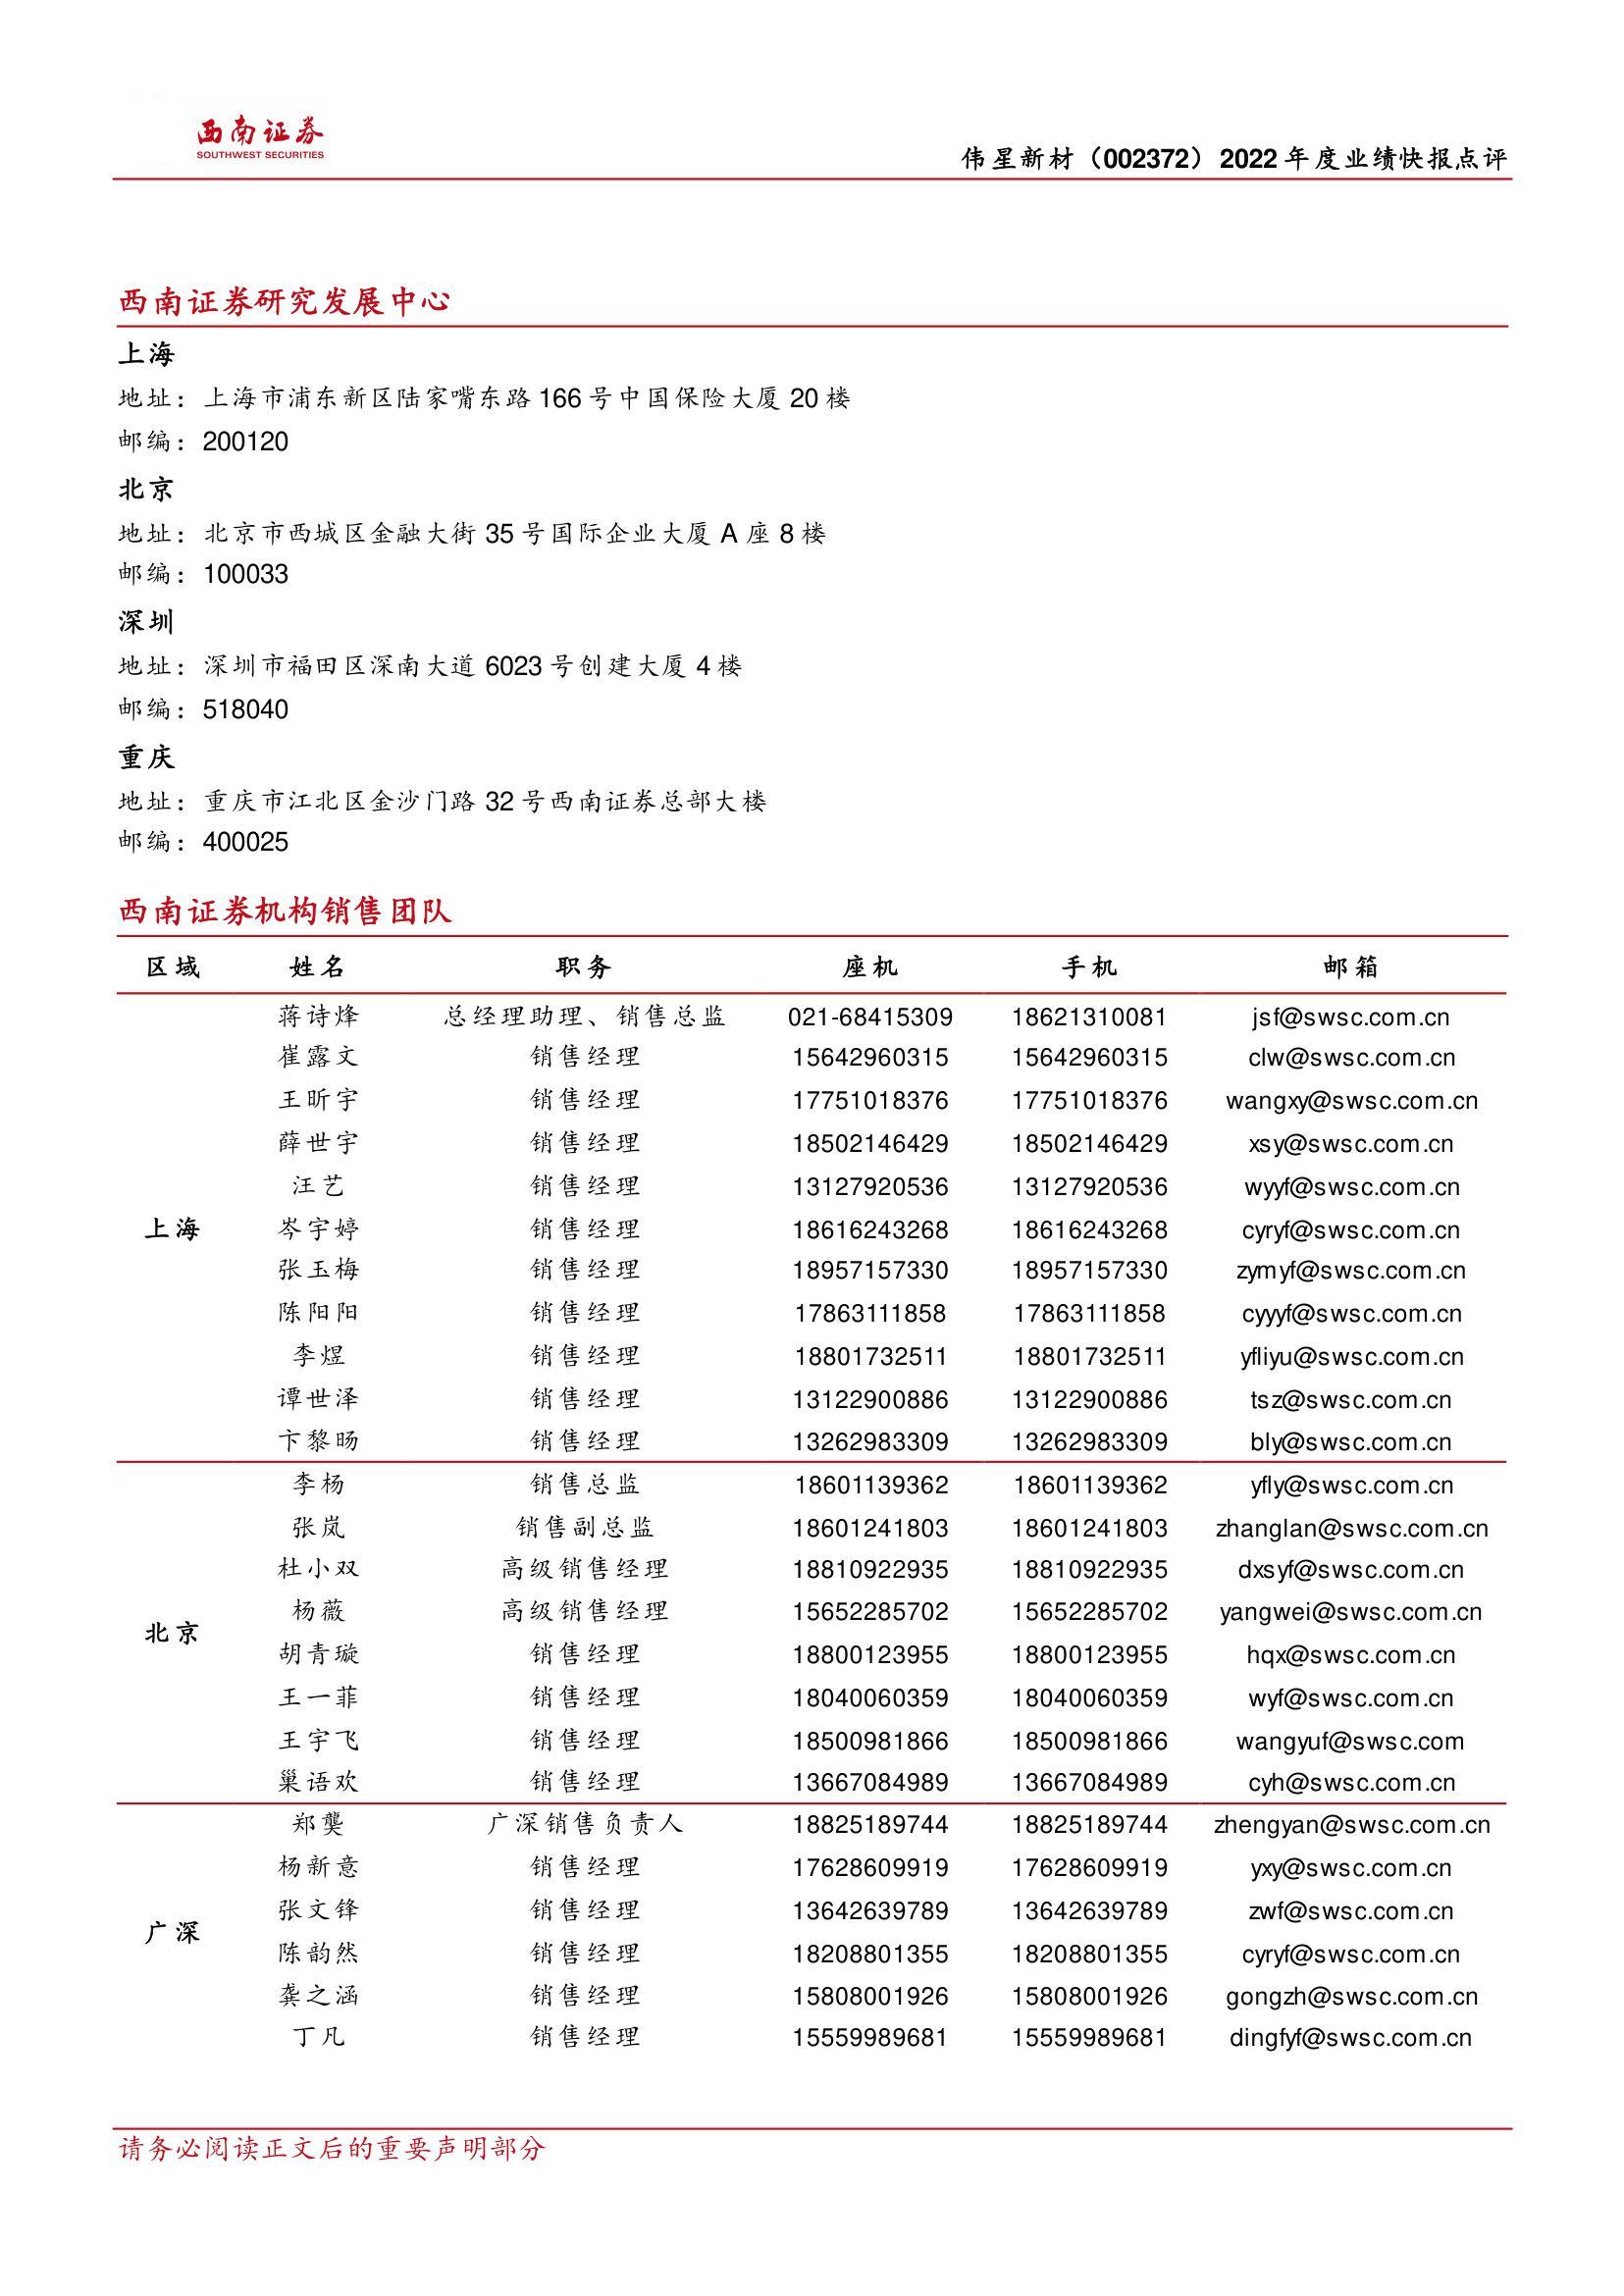 西南证券
SOUTHWEST SECURITIES
伟星新材（002372）2022 年度业绩快报点评
西南证券研究发展中心
上海
地址：上海市浦东新区陆家嘴东路 166 号中国保险大厦 20 楼
邮编：200120
北京
地址：北京市西城区金融大街 35 号国际企业大厦 A 座 8 楼
邮编：100033
深圳
地址：深圳市福田区深南大道 6023 号创建大厦 4 楼
邮编：518040
重庆
地址：重庆市江北区金沙门路 32 号西南证券总部大楼
邮编：400025
西南证券机构销售团队
区域 姓名 职务 座机 手机 邮箱
蒋诗烽 总经理助理、销售总监 021-68415309 18621310081 jsf@swsc.com.cn
崔露文 销售经理 15642960315 15642960315 clw@swsc.com.cn
王昕宇 销售经理 17751018376 17751018376 wangxy@swsc.com.cn
薛世宇 销售经理 18502146429 18502146429 xsy@swsc.com.cn
汪艺 销售经理 13127920536 13127920536 wyyf@swsc.com.cn
上海 岑宇婷 销售经理 18616243268 18616243268 cyryf@swsc.com.cn
张玉梅 销售经理 18957157330 18957157330 zymyf@swsc.com.cn
陈阳阳 销售经理 17863111858 17863111858 cyyyf@swsc.com.cn
李煜 销售经理 18801732511 18801732511 yfliyu@swsc.com.cn
谭世泽 销售经理 13122900886 13122900886 tsz@swsc.com.cn
卞黎旸 销售经理 13262983309 13262983309 bly@swsc.com.cn
李杨 销售总监 18601139362 18601139362 yfly@swsc.com.cn
张岚 销售副总监 18601241803 18601241803 zhanglan@swsc.com.cn
杜小双 高级销售经理 18810922935 18810922935 dxsyf@swsc.com.cn
杨薇 高级销售经理 15652285702 15652285702 yangwei@swsc.com.cn
北京
胡青璇 销售经理 18800123955 18800123955 hqx@swsc.com.cn
王一菲 销售经理 18040060359 18040060359 wyf@swsc.com.cn
王宇飞 销售经理 18500981866 18500981866 wangyuf@swsc.com
巢语欢 销售经理 13667084989 13667084989 cyh@swsc.com.cn
郑龑 广深销售负责人 18825189744 18825189744 zhengyan@swsc.com.cn
杨新意 销售经理 17628609919 17628609919 yxy@swsc.com.cn
张文锋 销售经理 13642639789 13642639789 zwf@swsc.com.cn
广深
陈韵然 销售经理 18208801355 18208801355 cyryf@swsc.com.cn
龚之涵 销售经理 15808001926 15808001926 gongzh@swsc.com.cn
丁凡 销售经理 15559989681 15559989681 dingfyf@swsc.com.cn
请务必阅读正文后的重要声明部分